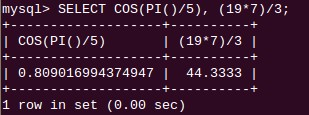 mysql> SELECT COS(PI()/5), (19*7)/3;
+-------------------+----------+
| COS(PI()/5)       | (19*7)/3 |
+-------------------+----------+
| 0.809016994374947 |  44.3333 |
+-------------------+----------+
1 row in set (0.00 sec)